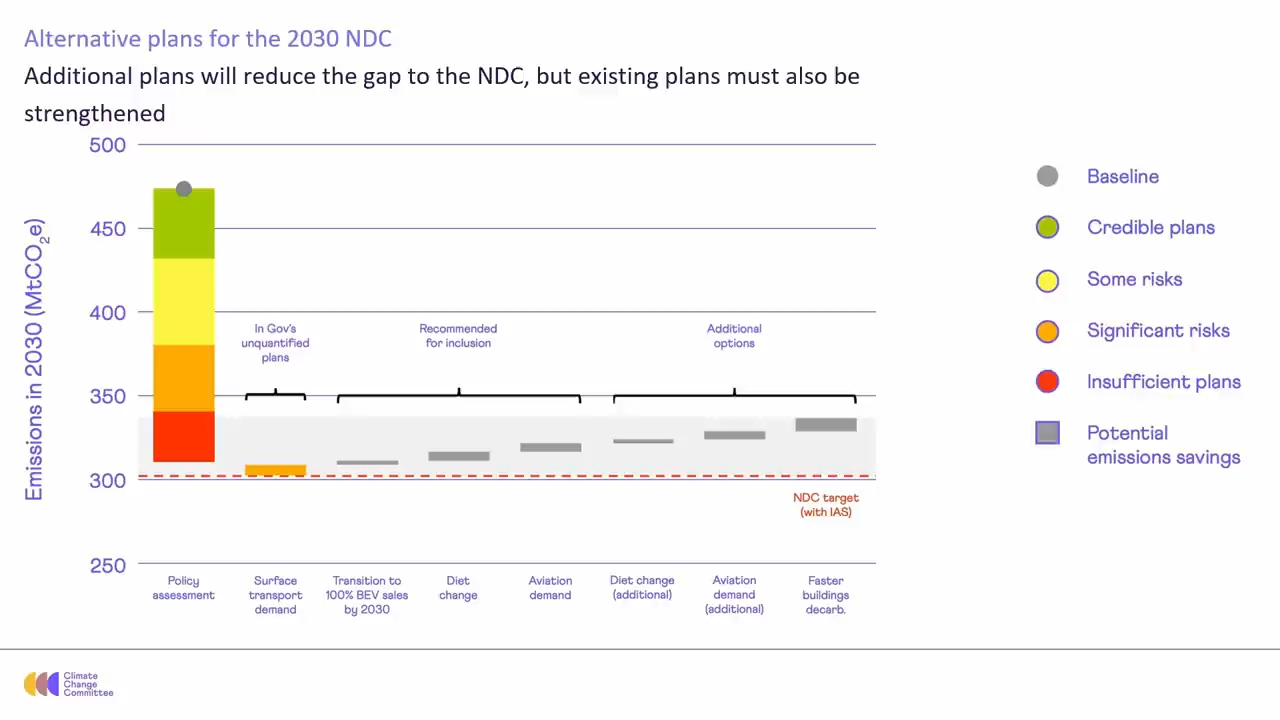 Alternative plans for the 2030 NDC
Additional plans will reduce the gap to the NDC, but existing plans must also be
strengthened
500
450
400
350
300
250
Emissions in 2030 (MtCO₂e)
In Gov's
unquantified
plans
Recommended
for inclusion
Additional
options
NDC target
(with IAS)
Policy
assessment
Surface
transport
demand
Transition to
100% BEV sales
by 2030
Diet
change
Aviation
demand
Diet change
(additional)
Aviation
demand
(additional)
Faster
buildings
decarb.
Baseline
Credible plans
Some risks
Significant risks
Insufficient plans
Potential
emissions savings
Climate
Change
Committee